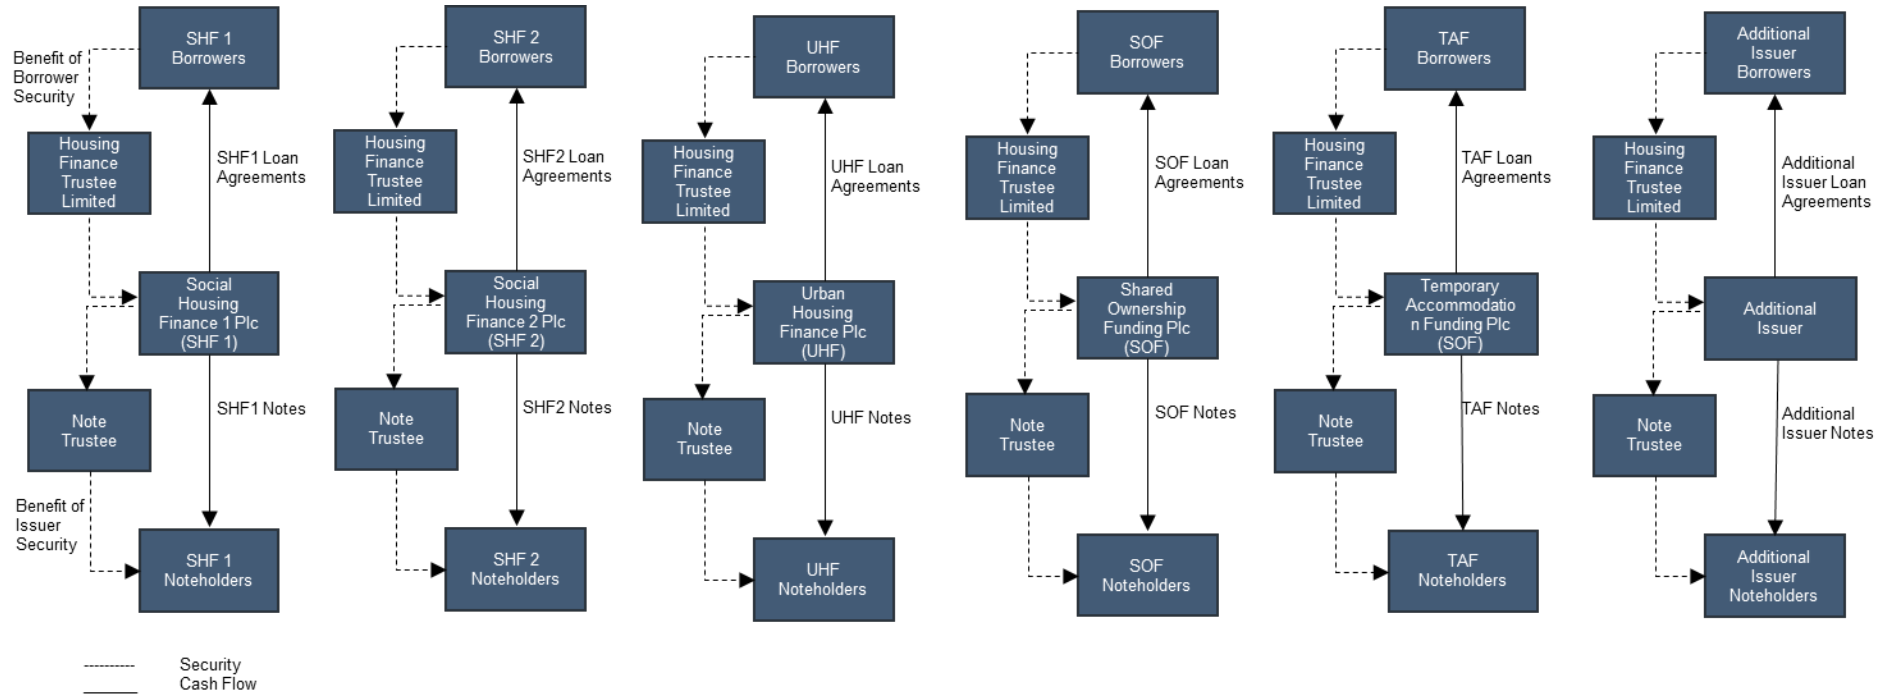 SHF 1
Borrowers
Benefit of
Borrower
Security
Housing
Finance
Trustee
Limited
SHF1 Loan
Agreements
Social
Housing
Finance 1 Plc
(SHF 1)
Note
Trustee
SHF1 Notes
Benefit of
Issuer
Security
SHF 1
Noteholders
SHF 2
Borrowers
Housing
Finance
Trustee
Limited
SHF2 Loan
Agreements
Social
Housing
Finance 2 Plc
(SHF 2)
Note
Trustee
SHF2 Notes
SHF 2
Noteholders
UHF
Borrowers
Housing
Finance
Trustee
Limited
UHF Loan
Agreements
Urban
Housing
Finance Plc
(UHF)
Note
Trustee
UHF Notes
UHF
Noteholders
SOF
Borrowers
Housing
Finance
Trustee
Limited
SOF Loan
Agreements
Shared
Ownership
Funding Plc
(SOF)
Note
Trustee
SOF Notes
SOF
Noteholders
TAF
Borrowers
Housing
Finance
Trustee
Limited
TAF Loan
Agreements
Temporary
Accommodatio
n Funding Plc
(SOF)
Note
Trustee
TAF Notes
TAF
Noteholders
Additional
Issuer
Borrowers
Housing
Finance
Trustee
Limited
Additional
Issuer Loan
Agreements
Additional
Issuer
Note
Trustee
Additional
Issuer Notes
Additional
Issuer
Noteholders
Security
Cash Flow